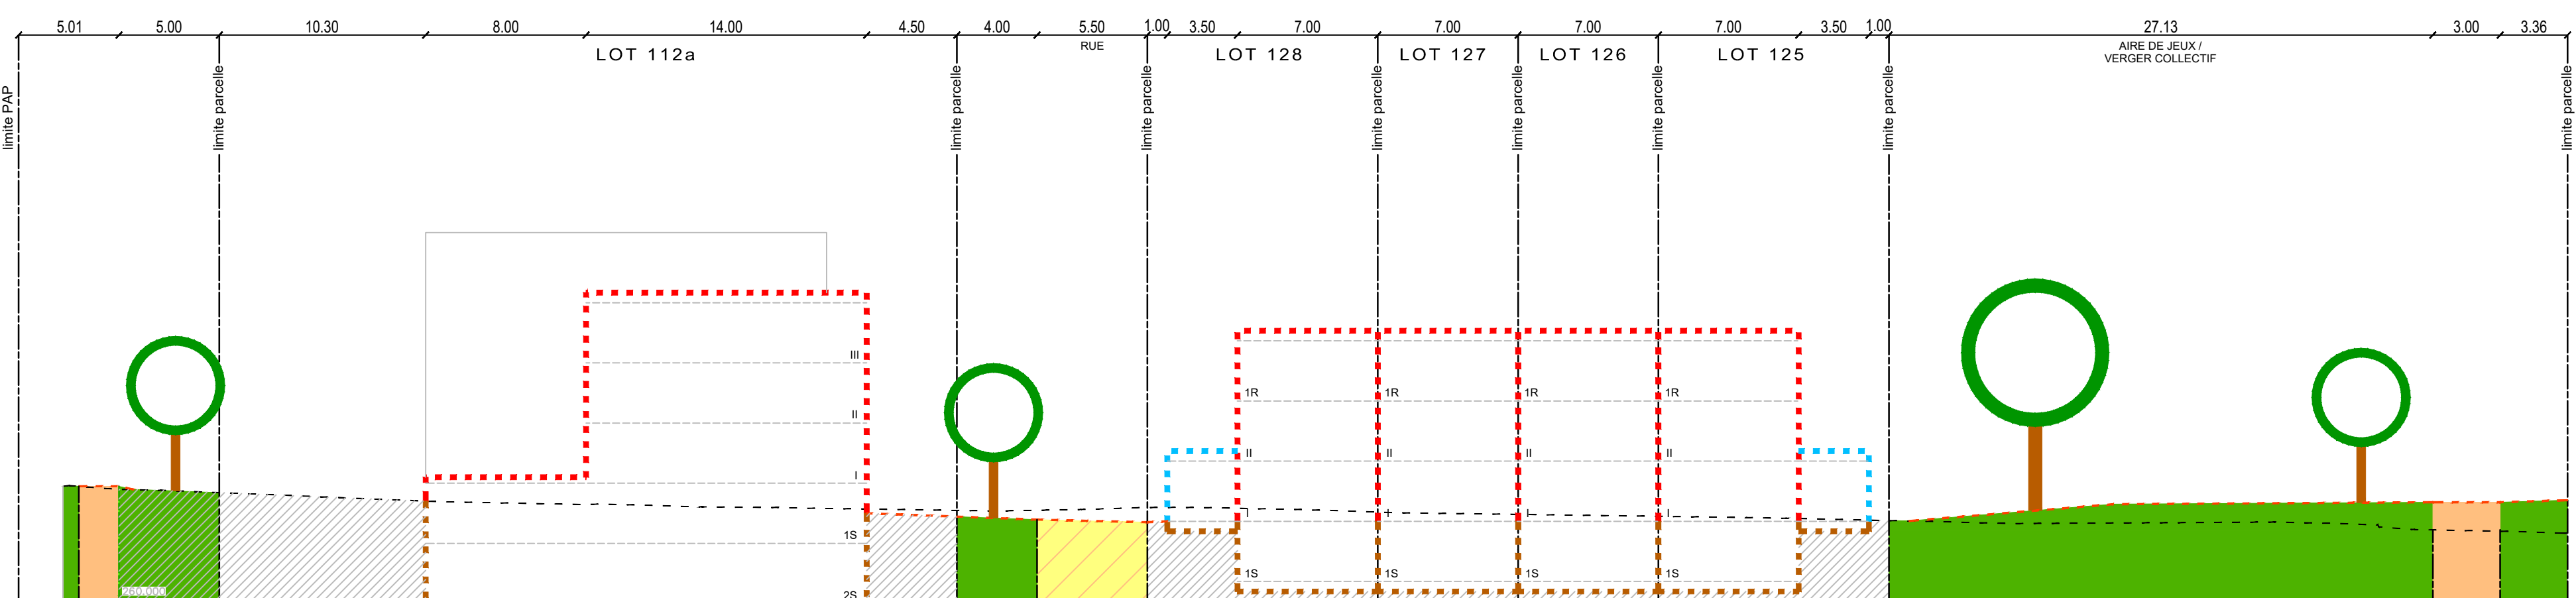 5.01 5.00 10.30 8.00 14.00 4.50 4.00 5.50 1.00 3.50 7.00 7.00 7.00 7.00 3.50 1.00 27.13 3.00 3.36
RUE
AIRE DE JEUX /
VERGER COLLECTIF
LOT 112a LOT 128 LOT 127 LOT 126 LOT 125
limite PAP
limite parcelle
limite parcelle
limite parcelle
limite parcelle
limite parcelle
limite parcelle
limite parcelle
limite parcelle
III
1R 1R 1R 1R
II
II II II II
I
I I I I
1S
1S 1S 1S 1S
260.000
2S